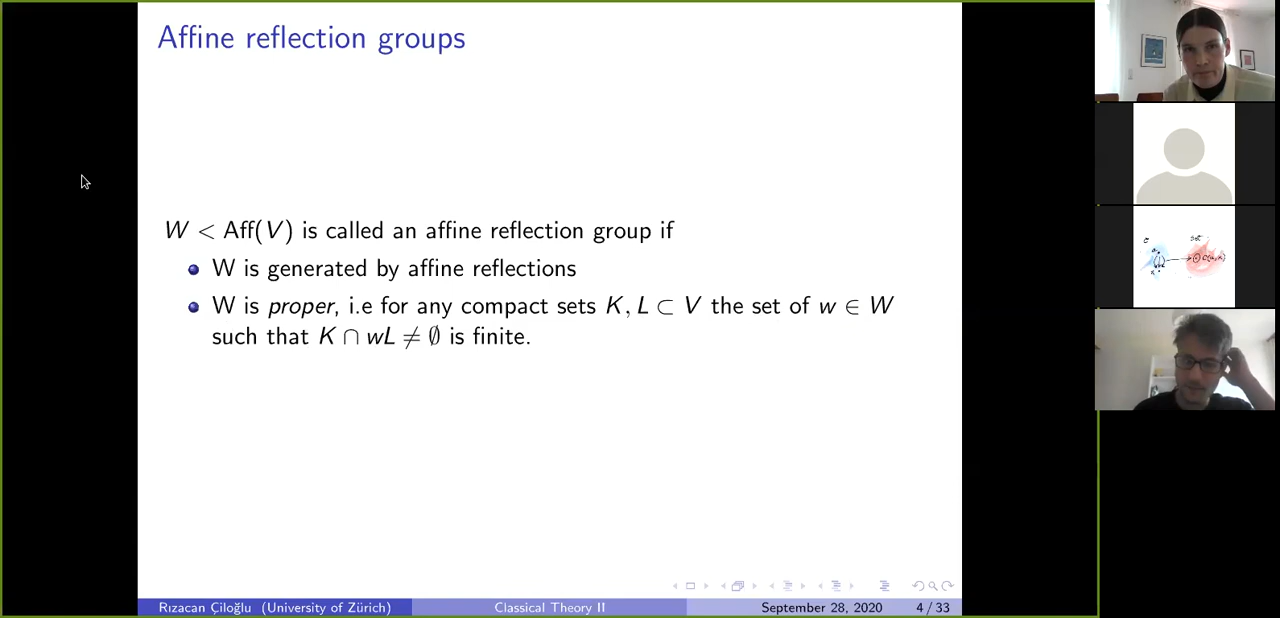 Affine reflection groups
W < Aff(V) is called an affine reflection group if
W is generated by affine reflections
W is proper, i.e for any compact sets K, L ⊂ V the set of w ∈ W
such that K ∩ wL ≠ ∅ is finite.
Rızacan Çiloğlu (University of Zürich) Classical Theory II September 28, 2020 4 / 33